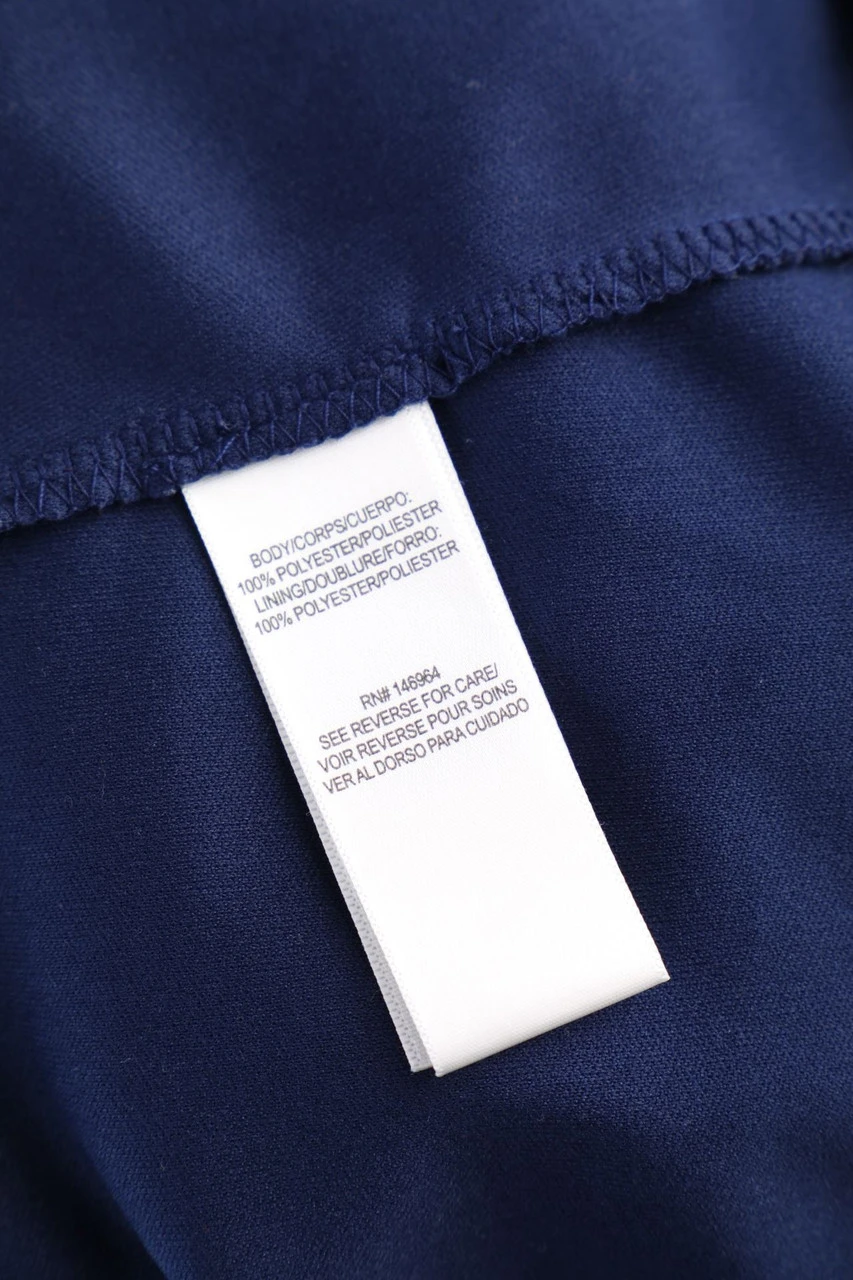 BODY/CORPS/CUERPO:
100% POLYESTER/POLIESTER
LINING/DOUBLURE/FORRO:
100% POLYESTER/POLIESTER
RN# 146964
SEE REVERSE FOR CARE/
VOIR REVERSE POUR SOINS
VER AL DORSO PARA CUIDADO